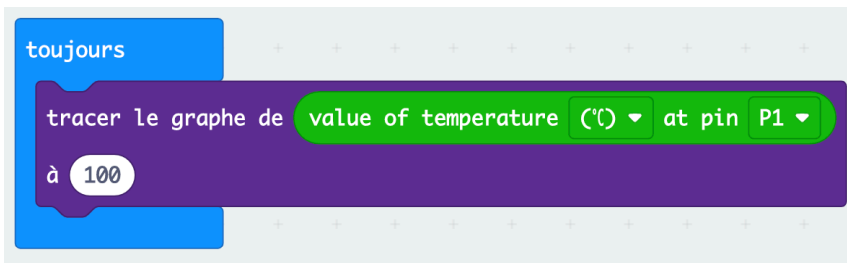 toujours
tracer le graphe de value of temperature (℃) at pin P1
à 100